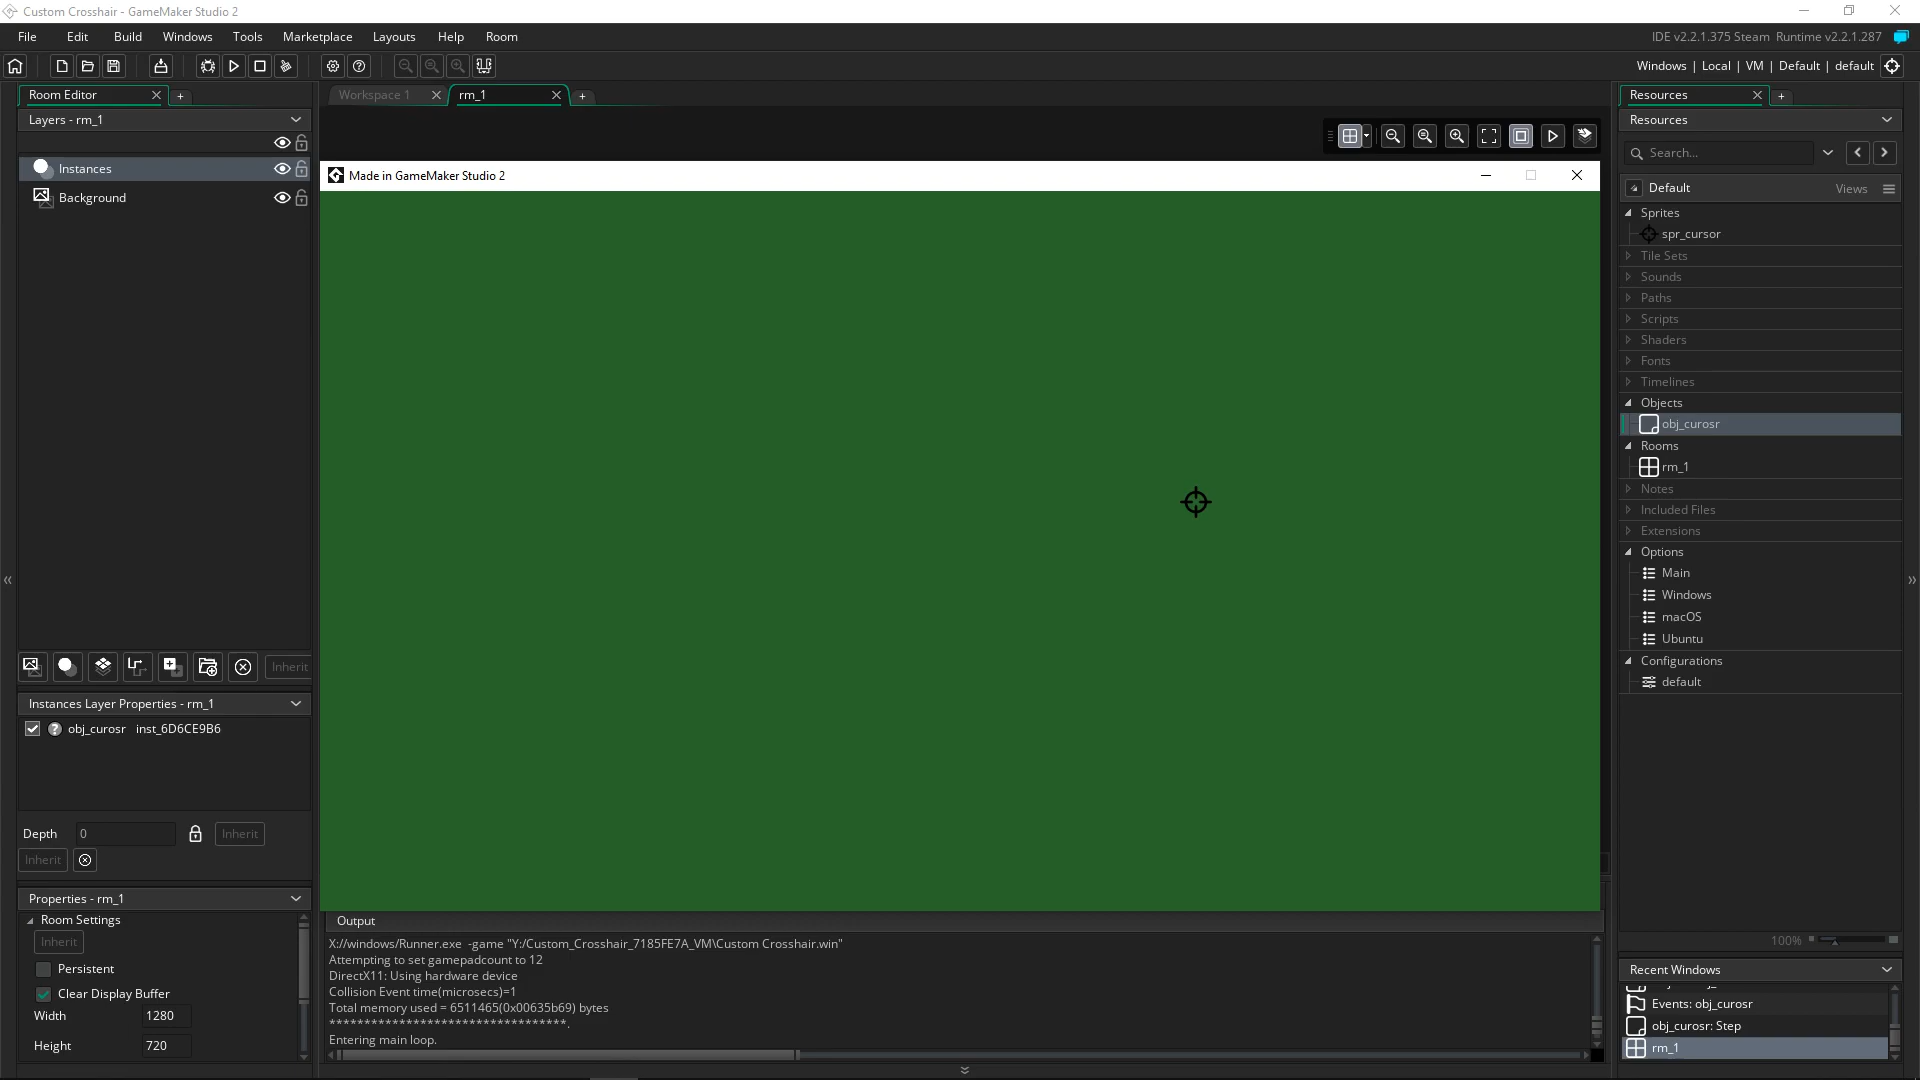 Custom Crosshair - GameMaker Studio 2
File Edit Build Windows Tools Marketplace Layouts Help Room
IDE v2.2.1.375 Steam Runtime v2.2.1.287
Windows | Local | VM | Default | default
Room Editor
Workspace 1
rm_1
Resources
Layers - rm_1
Resources
Search...
Instances
Background
Made in GameMaker Studio 2
Default
Views
Sprites
spr_cursor
Tile Sets
Sounds
Paths
Scripts
Shaders
Fonts
Timelines
Objects
obj_curosr
Rooms
rm_1
Notes
Included Files
Extensions
Options
Main
Windows
macOS
Ubuntu
Configurations
default
Inherit
Instances Layer Properties - rm_1
obj_curosr inst_6D6CE9B6
Depth 0 Inherit
Inherit
Properties - rm_1
Room Settings
Inherit
Persistent
Clear Display Buffer
Width 1280
Height 720
Output
X://windows/Runner.exe -game "Y:/Custom_Crosshair_7185FE7A_VM\Custom Crosshair.win"
Attempting to set gamepadcount to 12
DirectX11: Using hardware device
Collision Event time(microsecs)=1
Total memory used = 6511465(0x00635b69) bytes
**********************************.
Entering main loop.
100%
Recent Windows
Events: obj_curosr
obj_curosr: Step
rm_1